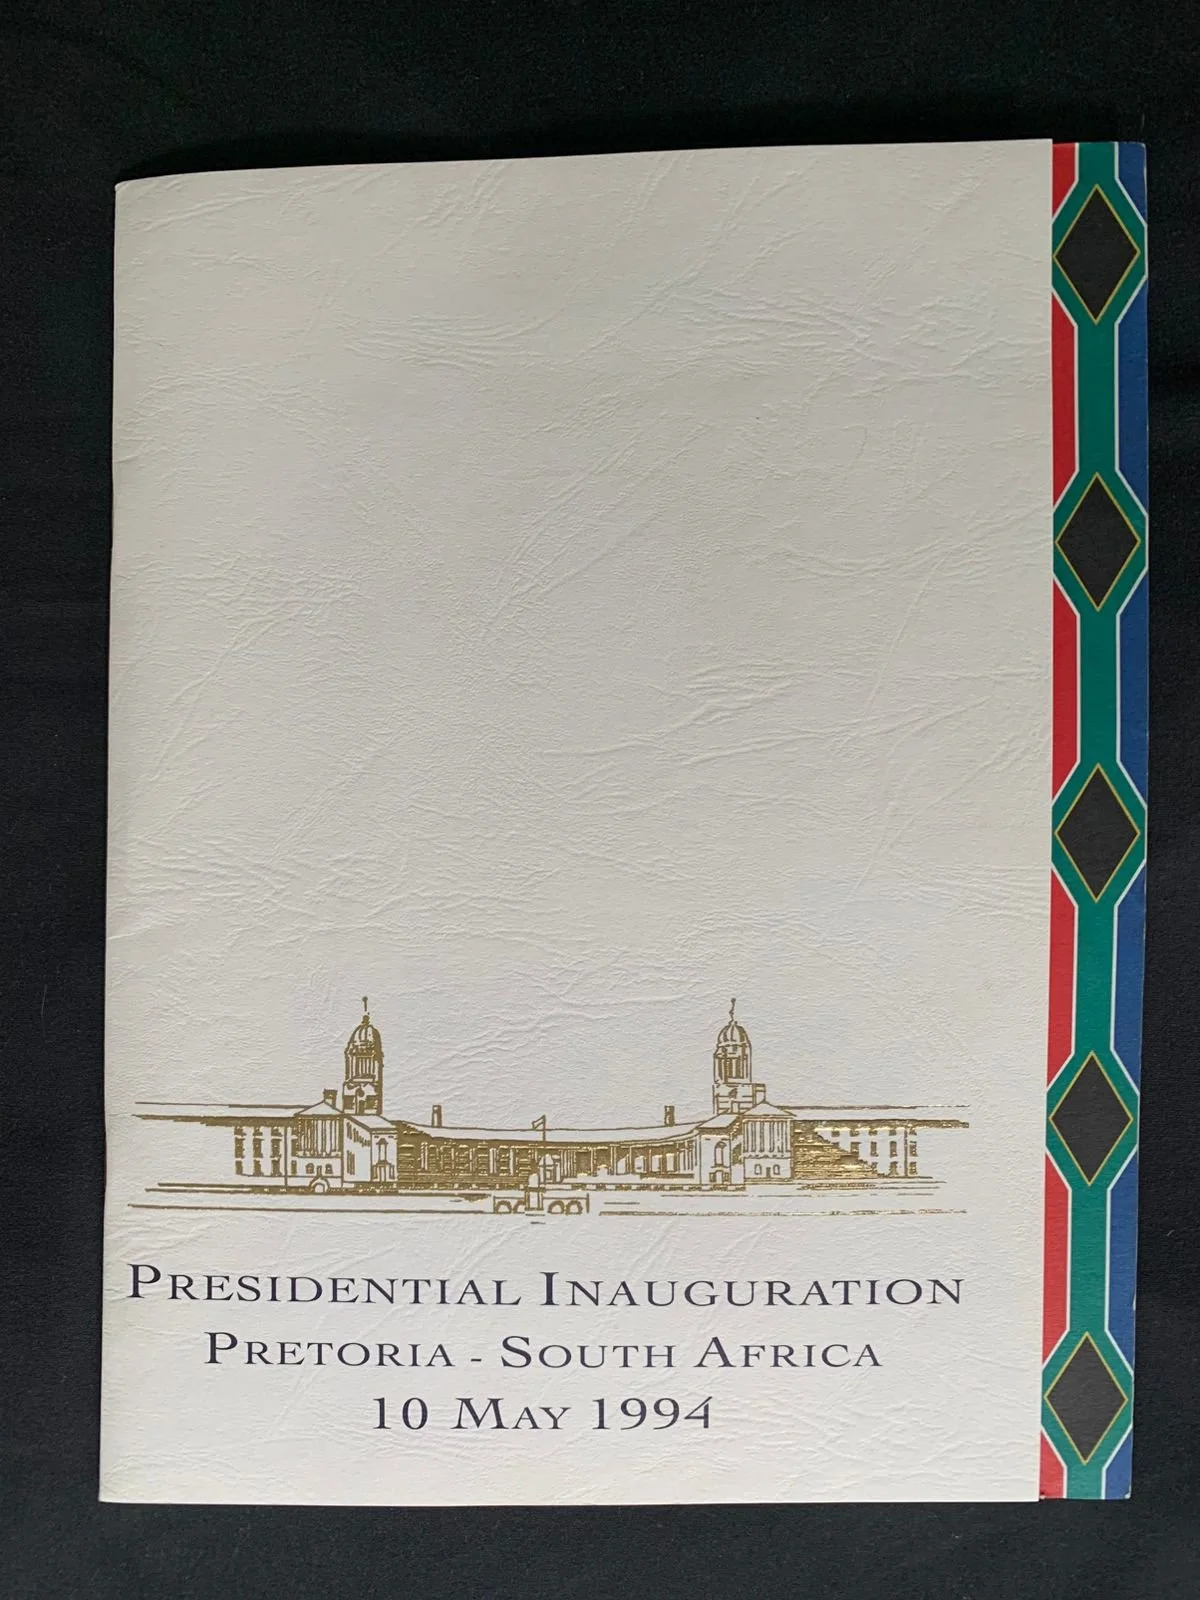 PRESIDENTIAL INAUGURATION
PRETORIA - SOUTH AFRICA
10 MAY 1994